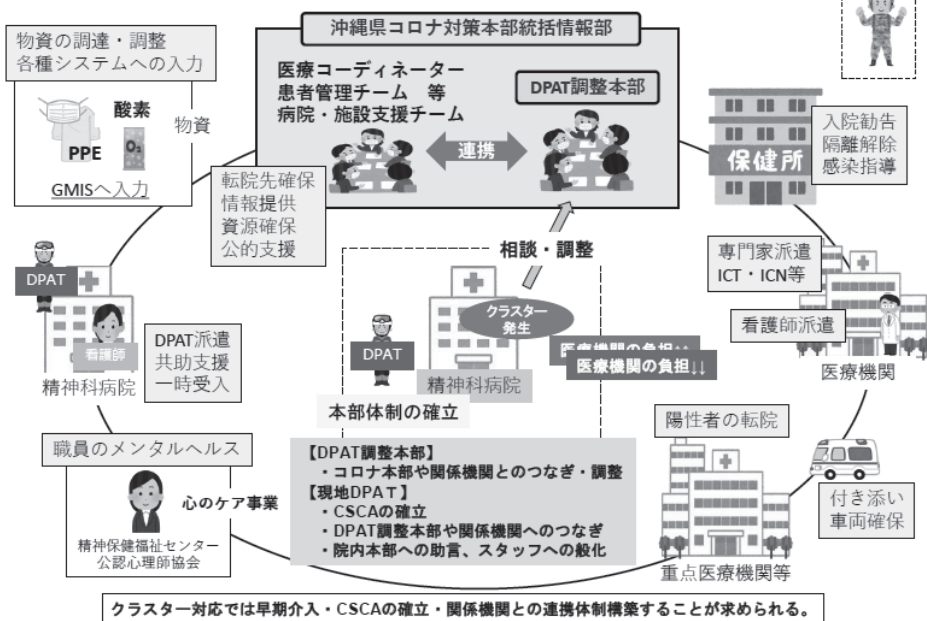 沖縄県コロナ対策本部統括情報部
物資の調達・調整
各種システムへの入力
酸素
物資
PPE
O₂
GMISへ入力
医療コーディネーター
患者管理チーム　等
病院・施設支援チーム
DPAT調整本部
連携
保健所
入院勧告
隔離解除
感染指導
転院先確保
情報提供
資源確保
公的支援
相談・調整
専門家派遣
ICT・ICN等
看護師派遣
医療機関
DPAT
看護師
精神科病院
DPAT派遣
共助支援
一時受入
クラスター
発生
DPAT
精神科病院
医療機関の負担↑↑
医療機関の負担↓↓
本部体制の確立
陽性者の転院
付き添い
車両確保
重点医療機関等
職員のメンタルヘルス
心のケア事業
精神保健福祉センター
公認心理師協会
【DPAT調整本部】
・コロナ本部や関係機関とのつなぎ・調整
【現地DPAT】
・CSCAの確立
・DPAT調整本部や関係機関へのつなぎ
・院内本部への助言、スタッフへの般化
クラスター対応では早期介入・CSCAの確立・関係機関との連携体制構築することが求められる。